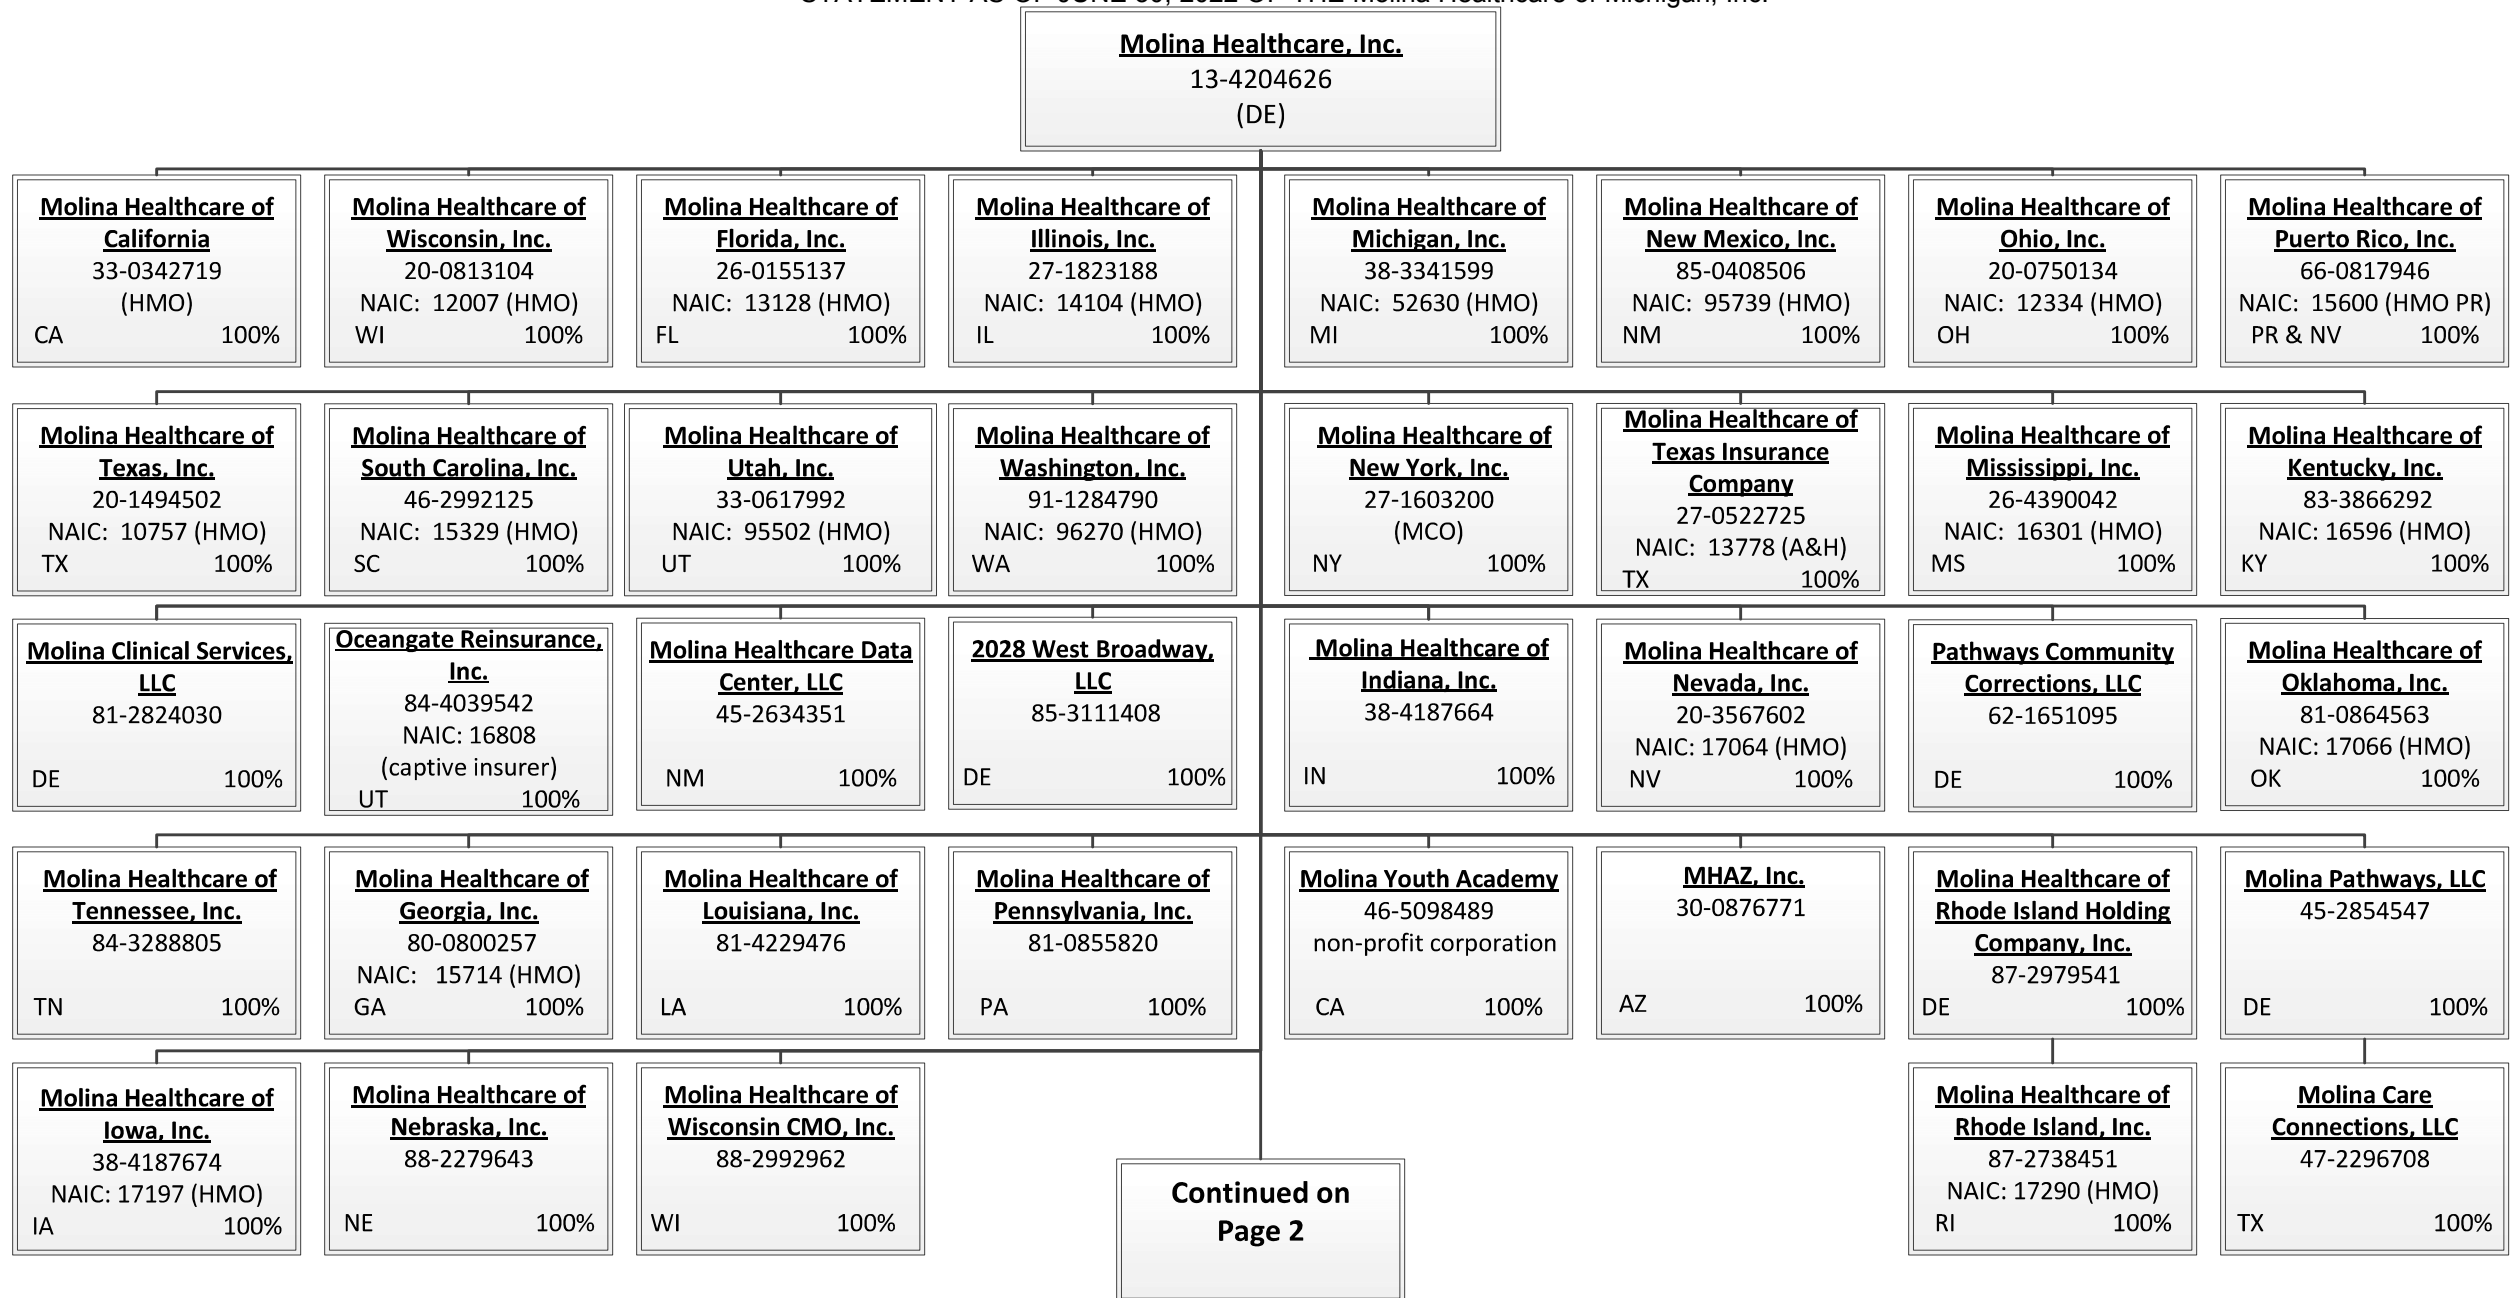 STATEMENT AS OF JUNE 30, 2022 OF THE Molina Healthcare of Michigan, Inc.
Molina Healthcare, Inc.
13-4204626
(DE)
Molina Healthcare of
California
33-0342719
(HMO)
CA 100%
Molina Healthcare of
Wisconsin, Inc.
20-0813104
NAIC: 12007 (HMO)
WI 100%
Molina Healthcare of
Florida, Inc.
26-0155137
NAIC: 13128 (HMO)
FL 100%
Molina Healthcare of
Illinois, Inc.
27-1823188
NAIC: 14104 (HMO)
IL 100%
Molina Healthcare of
Michigan, Inc.
38-3341599
NAIC: 52630 (HMO)
MI 100%
Molina Healthcare of
New Mexico, Inc.
85-0408506
NAIC: 95739 (HMO)
NM 100%
Molina Healthcare of
Ohio, Inc.
20-0750134
NAIC: 12334 (HMO)
OH 100%
Molina Healthcare of
Puerto Rico, Inc.
66-0817946
NAIC: 15600 (HMO PR)
PR & NV 100%
Molina Healthcare of
Texas, Inc.
20-1494502
NAIC: 10757 (HMO)
TX 100%
Molina Healthcare of
South Carolina, Inc.
46-2992125
NAIC: 15329 (HMO)
SC 100%
Molina Healthcare of
Utah, Inc.
33-0617992
NAIC: 95502 (HMO)
UT 100%
Molina Healthcare of
Washington, Inc.
91-1284790
NAIC: 96270 (HMO)
WA 100%
Molina Healthcare of
New York, Inc.
27-1603200
(MCO)
NY 100%
Molina Healthcare of
Texas Insurance
Company
27-0522725
NAIC: 13778 (A&H)
TX 100%
Molina Healthcare of
Mississippi, Inc.
26-4390042
NAIC: 16301 (HMO)
MS 100%
Molina Healthcare of
Kentucky, Inc.
83-3866292
NAIC: 16596 (HMO)
KY 100%
Molina Clinical Services,
LLC
81-2824030
DE 100%
Oceangate Reinsurance,
Inc.
84-4039542
NAIC: 16808
(captive insurer)
UT 100%
Molina Healthcare Data
Center, LLC
45-2634351
NM 100%
2028 West Broadway,
LLC
85-3111408
DE 100%
Molina Healthcare of
Indiana, Inc.
38-4187664
IN 100%
Molina Healthcare of
Nevada, Inc.
20-3567602
NAIC: 17064 (HMO)
NV 100%
Pathways Community
Corrections, LLC
62-1651095
DE 100%
Molina Healthcare of
Oklahoma, Inc.
81-0864563
NAIC: 17066 (HMO)
OK 100%
Molina Healthcare of
Tennessee, Inc.
84-3288805
TN 100%
Molina Healthcare of
Georgia, Inc.
80-0800257
NAIC: 15714 (HMO)
GA 100%
Molina Healthcare of
Louisiana, Inc.
81-4229476
LA 100%
Molina Healthcare of
Pennsylvania, Inc.
81-0855820
PA 100%
Molina Youth Academy
46-5098489
non-profit corporation
CA 100%
MHAZ, Inc.
30-0876771
AZ 100%
Molina Healthcare of
Rhode Island Holding
Company, Inc.
87-2979541
DE 100%
Molina Pathways, LLC
45-2854547
DE 100%
Molina Healthcare of
Iowa, Inc.
38-4187674
NAIC: 17197 (HMO)
IA 100%
Molina Healthcare of
Nebraska, Inc.
88-2279643
NE 100%
Molina Healthcare of
Wisconsin CMO, Inc.
88-2992962
WI 100%
Continued on
Page 2
Molina Healthcare of
Rhode Island, Inc.
87-2738451
NAIC: 17290 (HMO)
RI 100%
Molina Care
Connections, LLC
47-2296708
TX 100%